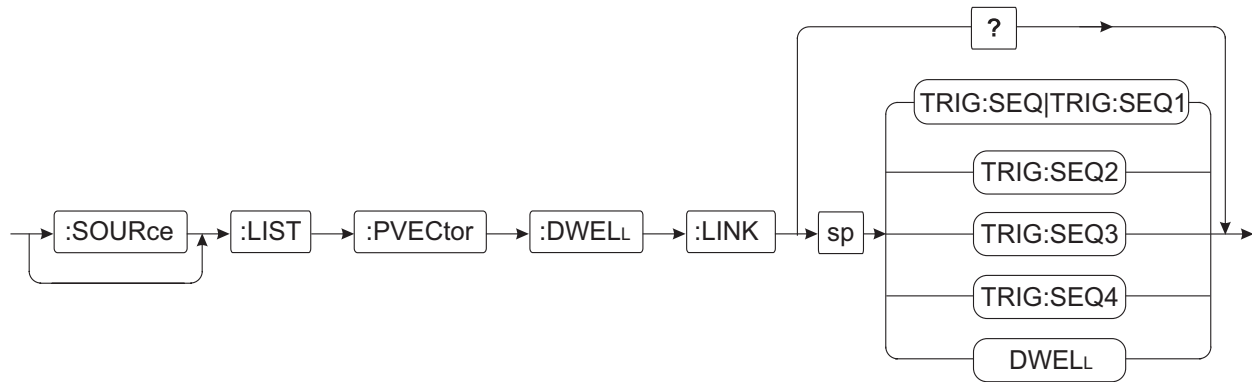 ?
TRIG:SEQ|TRIG:SEQ1
TRIG:SEQ2
:SOURce :LIST :PVECtor :DWELL :LINK sp TRIG:SEQ3
TRIG:SEQ4
DWELL